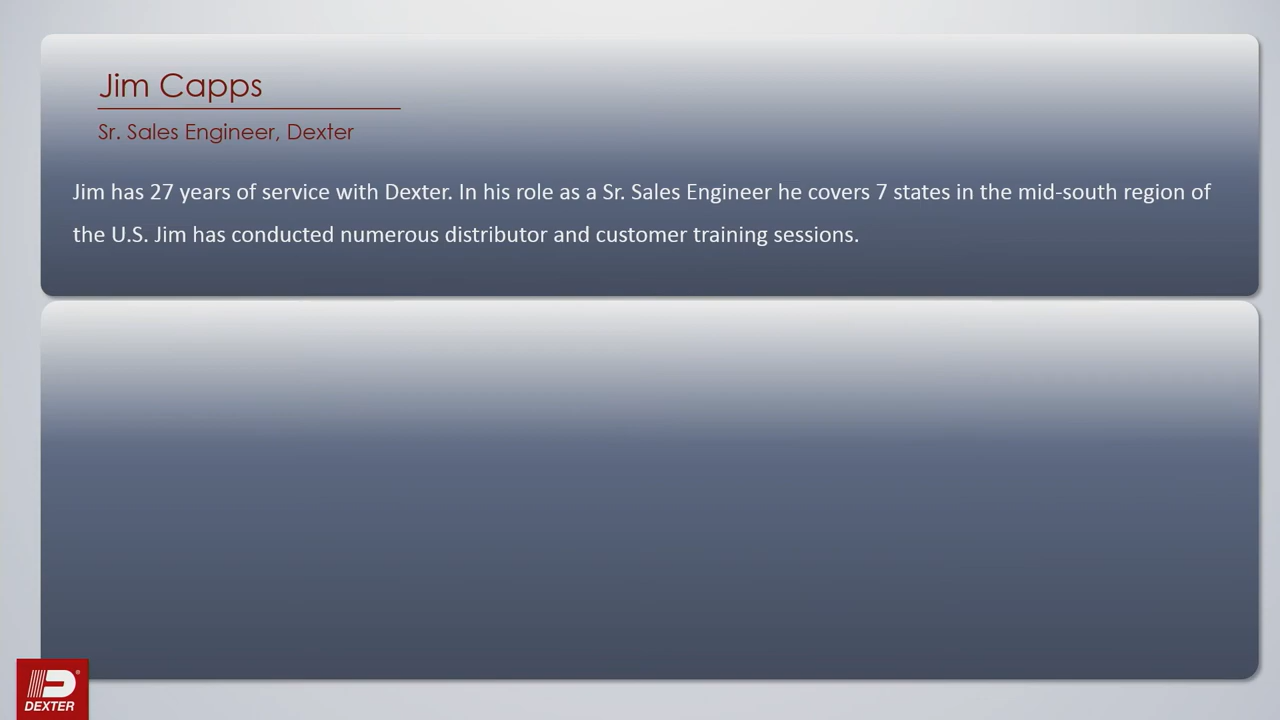 Jim Capps
Sr. Sales Engineer, Dexter
Jim has 27 years of service with Dexter. In his role as a Sr. Sales Engineer he covers 7 states in the mid-south region of
the U.S. Jim has conducted numerous distributor and customer training sessions.
DEXTER